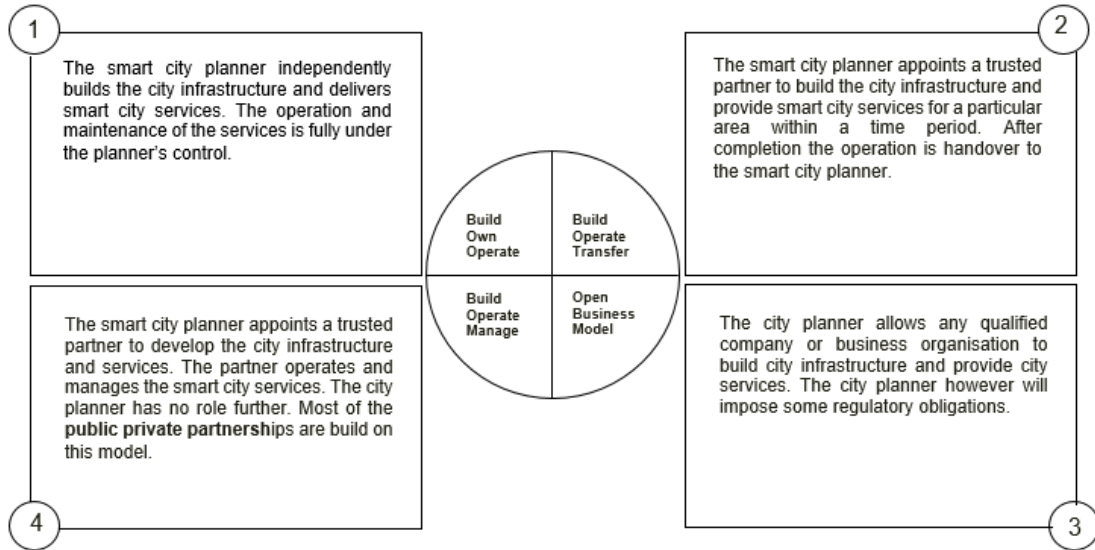 1
The smart city planner independently
builds the city infrastructure and delivers
smart city services. The operation and
maintenance of the services is fully under
the planner's control.
2
The smart city planner appoints a trusted
partner to build the city infrastructure and
provide smart city services for a particular
area within a time period. After
completion the operation is handover to
the smart city planner.
Build
Own
Operate
Build
Operate
Transfer
Build
Operate
Manage
Open
Business
Model
The smart city planner appoints a trusted
partner to develop the city infrastructure
and services. The partner operates and
manages the smart city services. The city
planner has no role further. Most of the
public private partnerships are build on
this model.
4
The city planner allows any qualified
company or business organisation to
build city infrastructure and provide city
services. The city planner however will
impose some regulatory obligations.
3